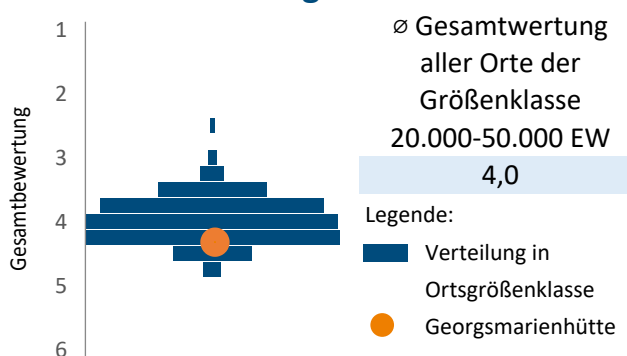 Gesamtbewertung
1
2
3
4
5
6
⌀ Gesamtwertung
aller Orte der
Größenklasse
20.000-50.000 EW
4,0
Legende:
Verteilung in
Ortsgrößenklasse
Georgsmarienhütte